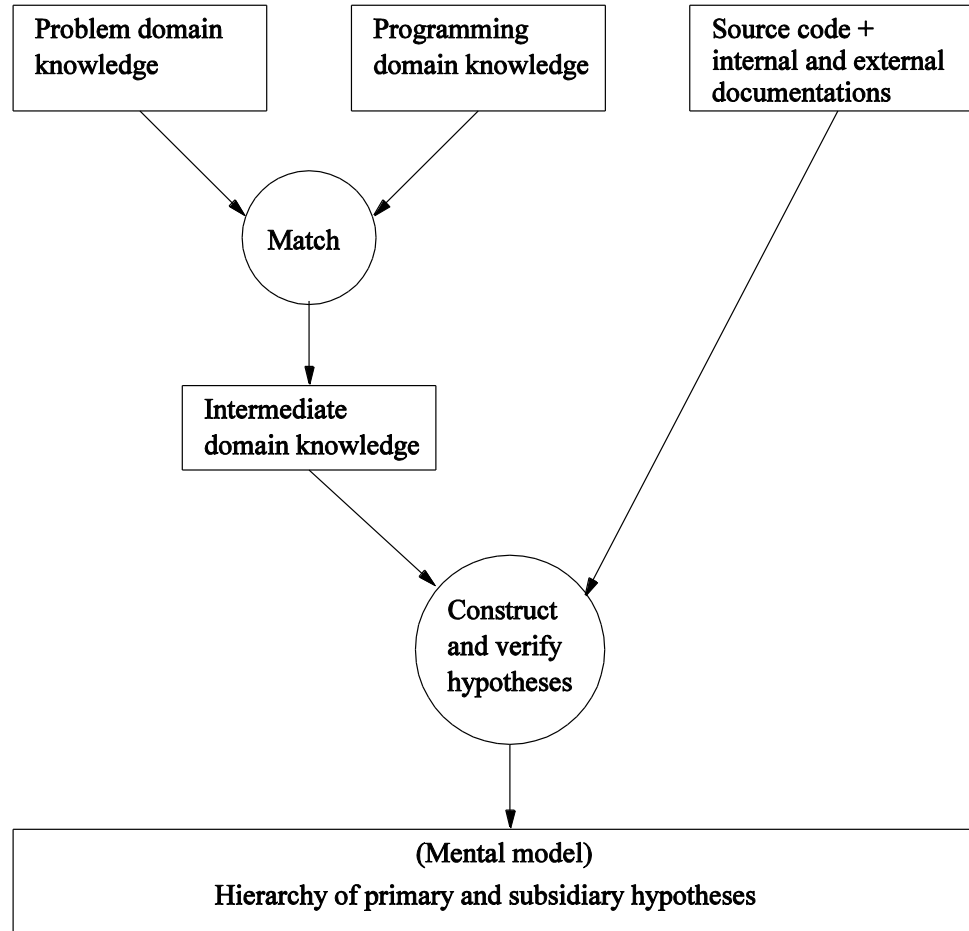 Problem domain
knowledge
Programming
domain knowledge
Source code +
internal and external
documentations
Match
Intermediate
domain knowledge
Construct
and verify
hypotheses
(Mental model)
Hierarchy of primary and subsidiary hypotheses